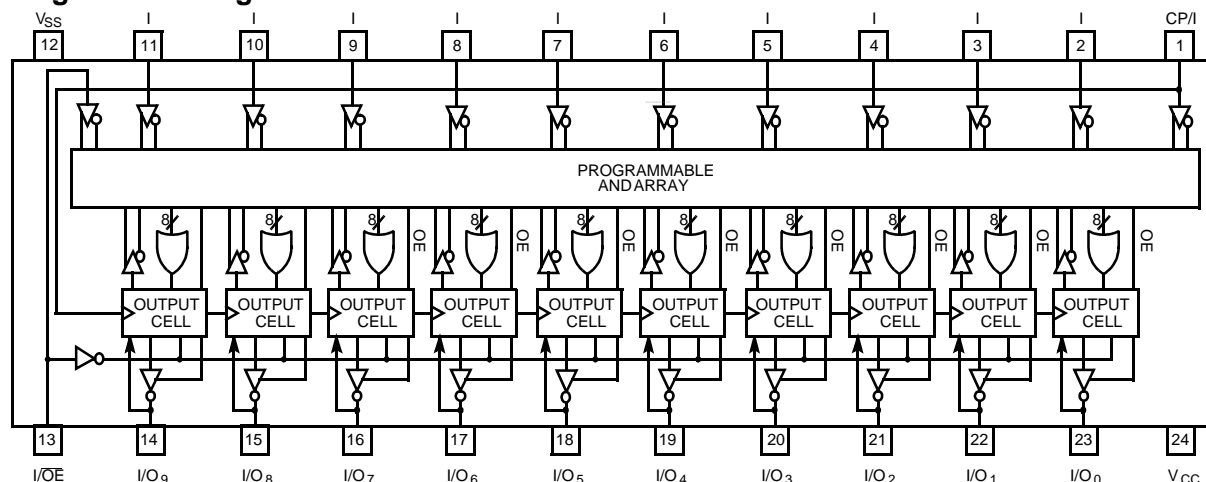 V_SS I I I I I I I I I CP/I
12 11 10 9 8 7 6 5 4 3 2 1
PROGRAMMABLE
AND ARRAY
8 8 8 8 8 8 8 8 8 8
OE OE OE OE OE OE OE OE
OUTPUT OUTPUT OUTPUT OUTPUT OUTPUT OUTPUT OUTPUT OUTPUT OUTPUT OUTPUT
CELL CELL CELL CELL CELL CELL CELL CELL CELL CELL
13 14 15 16 17 18 19 20 21 22 23 24
I/O̅E̅ I/O9 I/O8 I/O7 I/O6 I/O5 I/O4 I/O3 I/O2 I/O1 I/O0 V_CC